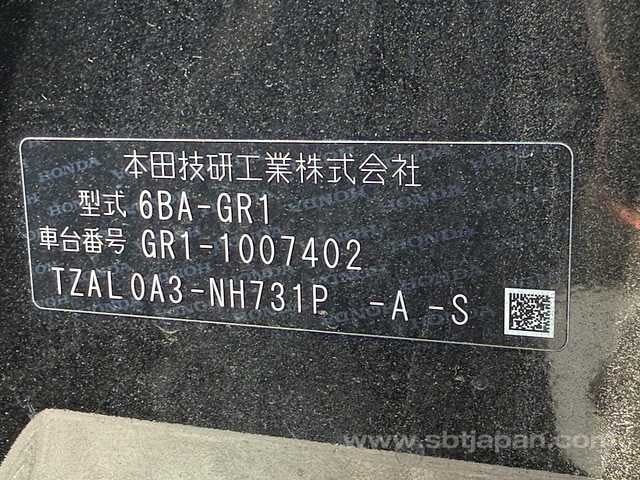 本田技研工業株式会社
型式 6BA-GR1
車台番号 GR1-1007402
TZAL0A3-NH731P -A -S
www.sbtjapan.com